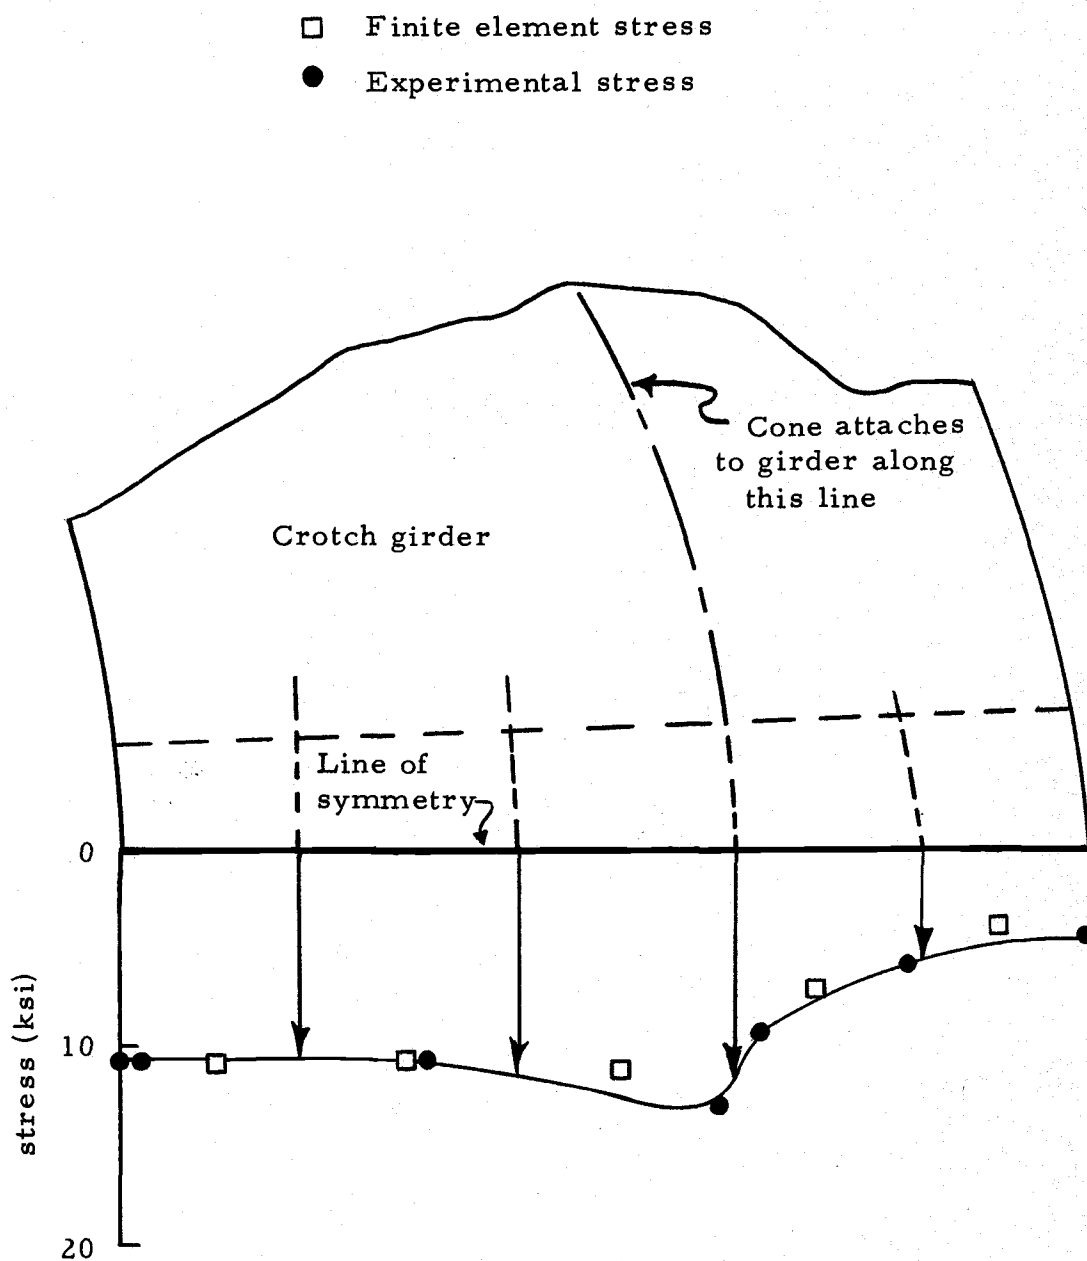 Finite element stress
Experimental stress
Cone attaches
to girder along
this line
Crotch girder
Line of
symmetry
0
10
20
stress (ksi)